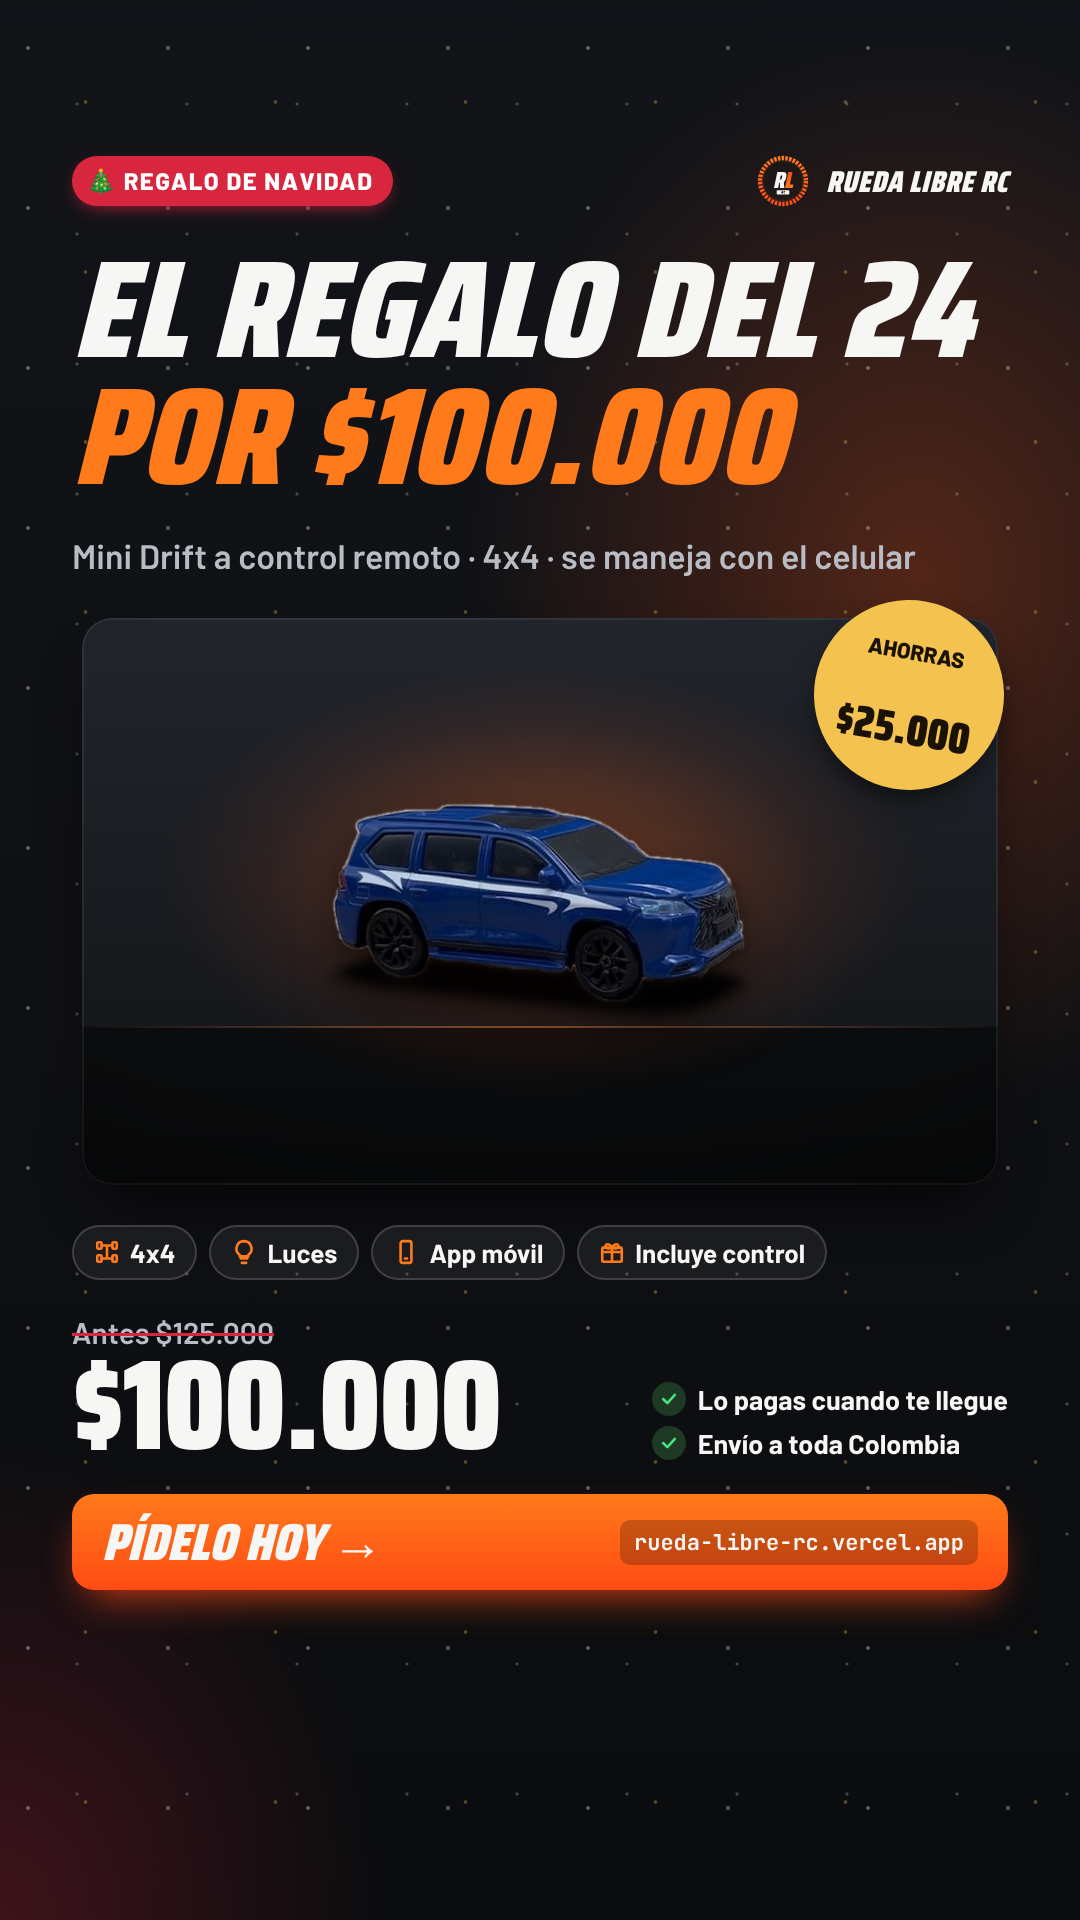 🎄 REGALO DE NAVIDAD
RL
RUEDA LIBRE RC
EL REGALO DEL 24
POR $100.000
Mini Drift a control remoto · 4x4 · se maneja con el celular
AHORRAS
$25.000
4x4
Luces
App móvil
Incluye control
Antes $125.000
$100.000
Lo pagas cuando te llegue
Envío a toda Colombia
PÍDELO HOY →
rueda-libre-rc.vercel.app